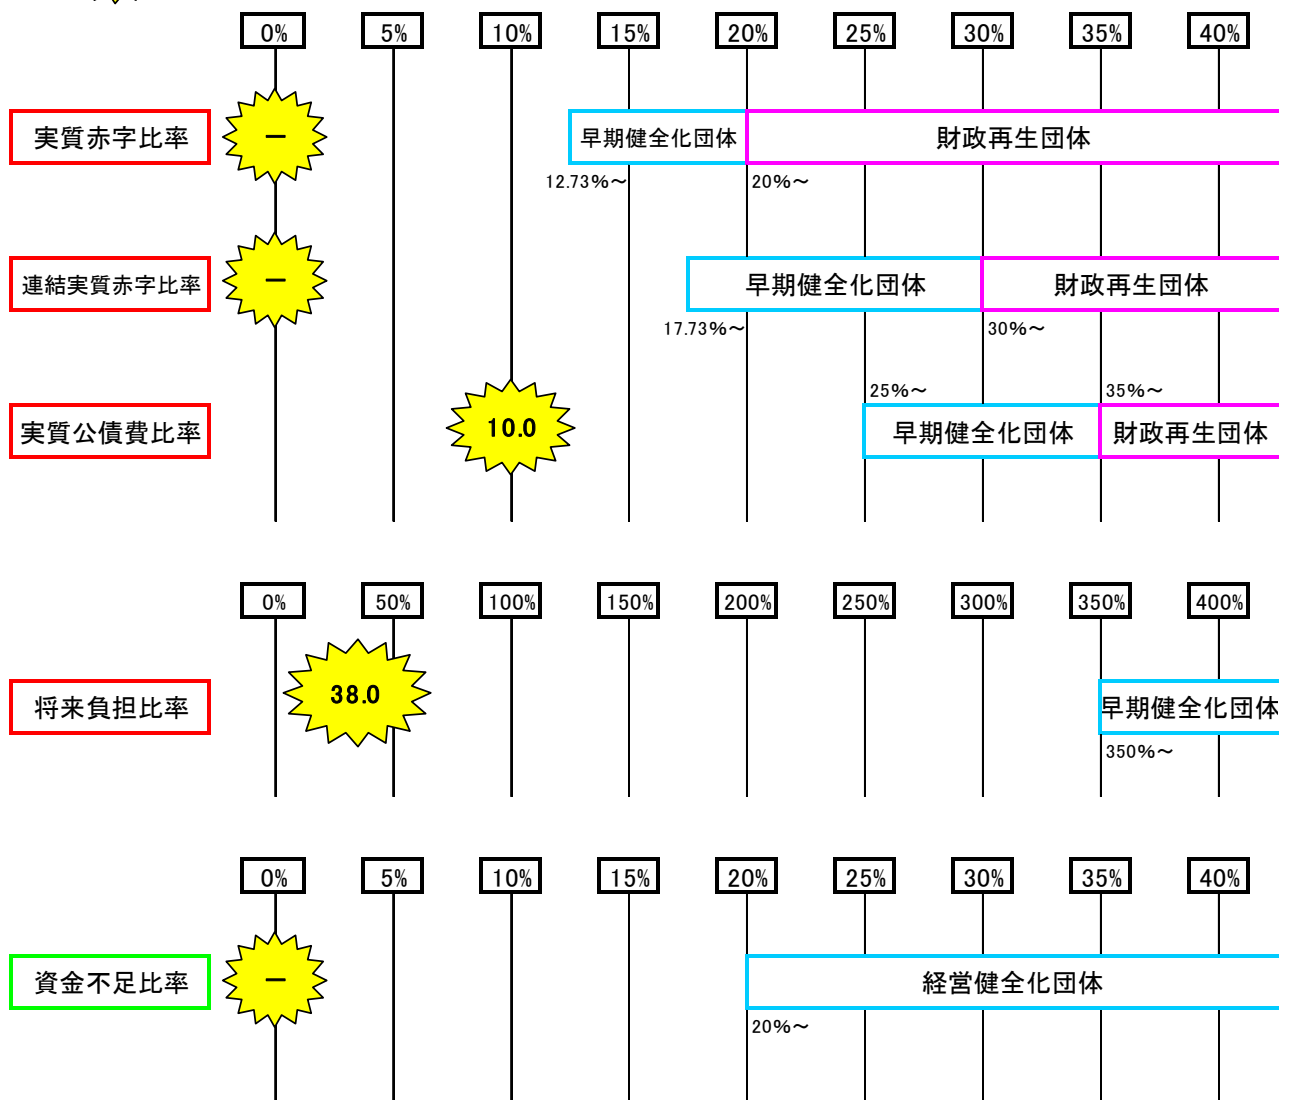 0% 5% 10% 15% 20% 25% 30% 35% 40%
実質赤字比率 － 早期健全化団体 財政再生団体
12.73%～ 20%～
連結実質赤字比率 － 早期健全化団体 財政再生団体
17.73%～ 30%～
25%～ 35%～
実質公債費比率 10.0 早期健全化団体 財政再生団体
0% 50% 100% 150% 200% 250% 300% 350% 400%
将来負担比率 38.0 早期健全化団体
350%～
0% 5% 10% 15% 20% 25% 30% 35% 40%
資金不足比率 － 経営健全化団体
20%～